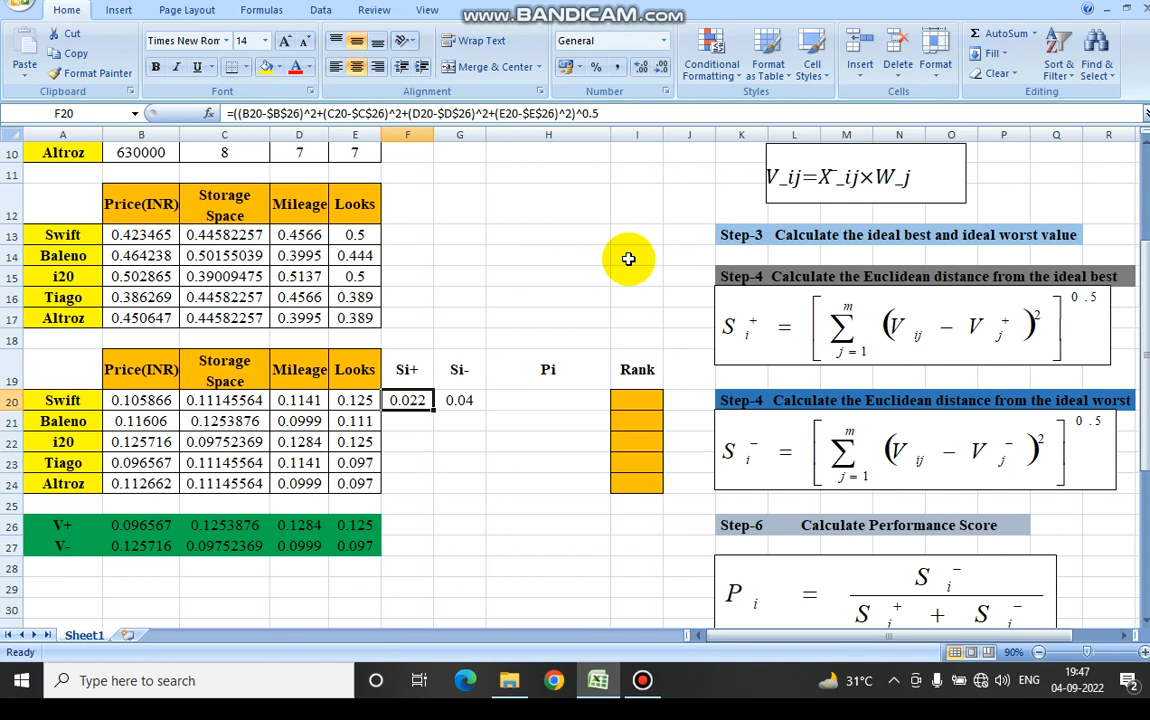 www.BANDICAM.com
Home Insert Page Layout Formulas Data Review View
Paste
Cut
Copy
Format Painter
Clipboard
Times New Rom 14 A A
B I U A
Font
Wrap Text
Merge & Center
Alignment
General
% ,
Number
Conditional Formatting
Format as Table
Cell Styles
Styles
Insert Delete Format
Cells
Σ AutoSum
Fill
Clear
Sort & Filter
Find & Select
Editing
F20 fx =((B20-$B$26)^2+(C20-$C$26)^2+(D20-$D$26)^2+(E20-$E$26)^2)^0.5
A B C D E F G H I J K L M N O P Q R
10 Altroz 630000 8 7 7
11
12 Price(INR) Storage Space Mileage Looks
13 Swift 0.423465 0.44582257 0.4566 0.5
14 Baleno 0.464238 0.50155039 0.3995 0.444
15 i20 0.502865 0.39009475 0.5137 0.5
16 Tiago 0.386269 0.44582257 0.4566 0.389
17 Altroz 0.450647 0.44582257 0.3995 0.389
18
19 Price(INR) Storage Space Mileage Looks Si+ Si- Pi Rank
20 Swift 0.105866 0.11145564 0.1141 0.125 0.022 0.04
21 Baleno 0.11606 0.1253876 0.0999 0.111
22 i20 0.125716 0.09752369 0.1284 0.125
23 Tiago 0.096567 0.11145564 0.1141 0.097
24 Altroz 0.112662 0.11145564 0.0999 0.097
25
26 V+ 0.096567 0.1253876 0.1284 0.125
27 V- 0.125716 0.09752369 0.0999 0.097
28
29
30
V_ij=X¯_ij×W_j
Step-3 Calculate the ideal best and ideal worst value
Step-4 Calculate the Euclidean distance from the ideal best
S i + = [ m Σ j = 1 ( V ij − V j + ) 2 ] 0 . 5
Step-4 Calculate the Euclidean distance from the ideal worst
S i − = [ m Σ j = 1 ( V ij − V j − ) 2 ] 0 . 5
Step-6 Calculate Performance Score
P i = S i − / S i + + S i −
Sheet1
Ready 90%
Type here to search
31°C ENG
19:47
04-09-2022
2